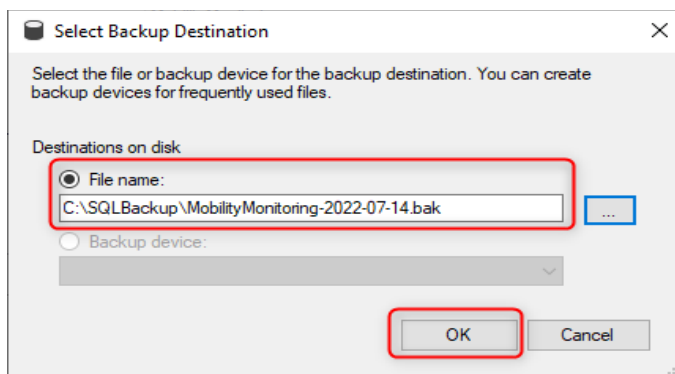 Select Backup Destination
Select the file or backup device for the backup destination. You can create
backup devices for frequently used files.
Destinations on disk
File name:
C:\SQLBackup\MobilityMonitoring-2022-07-14.bak
...
Backup device:
OK
Cancel